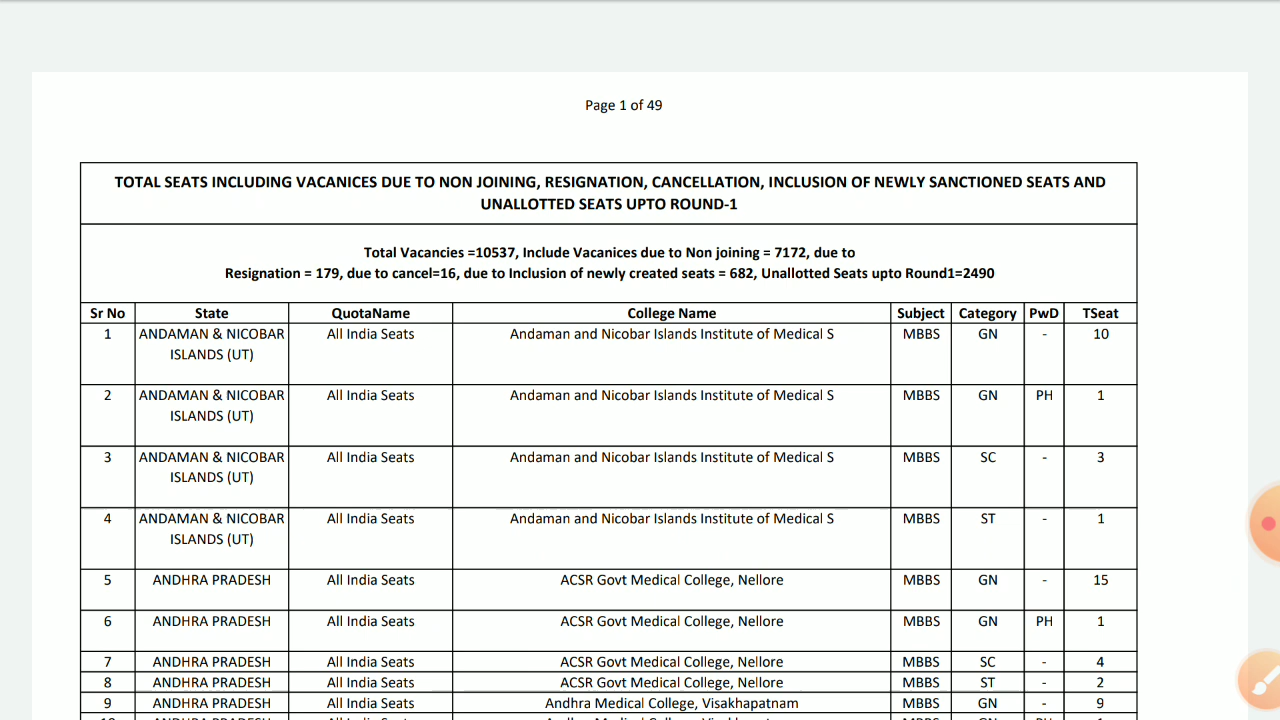 Page 1 of 49
TOTAL SEATS INCLUDING VACANICES DUE TO NON JOINING, RESIGNATION, CANCELLATION, INCLUSION OF NEWLY SANCTIONED SEATS AND
UNALLOTTED SEATS UPTO ROUND-1
Total Vacancies =10537, Include Vacanices due to Non joining = 7172, due to
Resignation = 179, due to cancel=16, due to Inclusion of newly created seats = 682, Unallotted Seats upto Round1=2490
Sr No State QuotaName College Name Subject Category PwD TSeat
1 ANDAMAN & NICOBAR All India Seats Andaman and Nicobar Islands Institute of Medical S MBBS GN - 10
ISLANDS (UT)
2 ANDAMAN & NICOBAR All India Seats Andaman and Nicobar Islands Institute of Medical S MBBS GN PH 1
ISLANDS (UT)
3 ANDAMAN & NICOBAR All India Seats Andaman and Nicobar Islands Institute of Medical S MBBS SC - 3
ISLANDS (UT)
4 ANDAMAN & NICOBAR All India Seats Andaman and Nicobar Islands Institute of Medical S MBBS ST - 1
ISLANDS (UT)
5 ANDHRA PRADESH All India Seats ACSR Govt Medical College, Nellore MBBS GN - 15
6 ANDHRA PRADESH All India Seats ACSR Govt Medical College, Nellore MBBS GN PH 1
7 ANDHRA PRADESH All India Seats ACSR Govt Medical College, Nellore MBBS SC - 4
8 ANDHRA PRADESH All India Seats ACSR Govt Medical College, Nellore MBBS ST - 2
9 ANDHRA PRADESH All India Seats Andhra Medical College, Visakhapatnam MBBS GN - 9